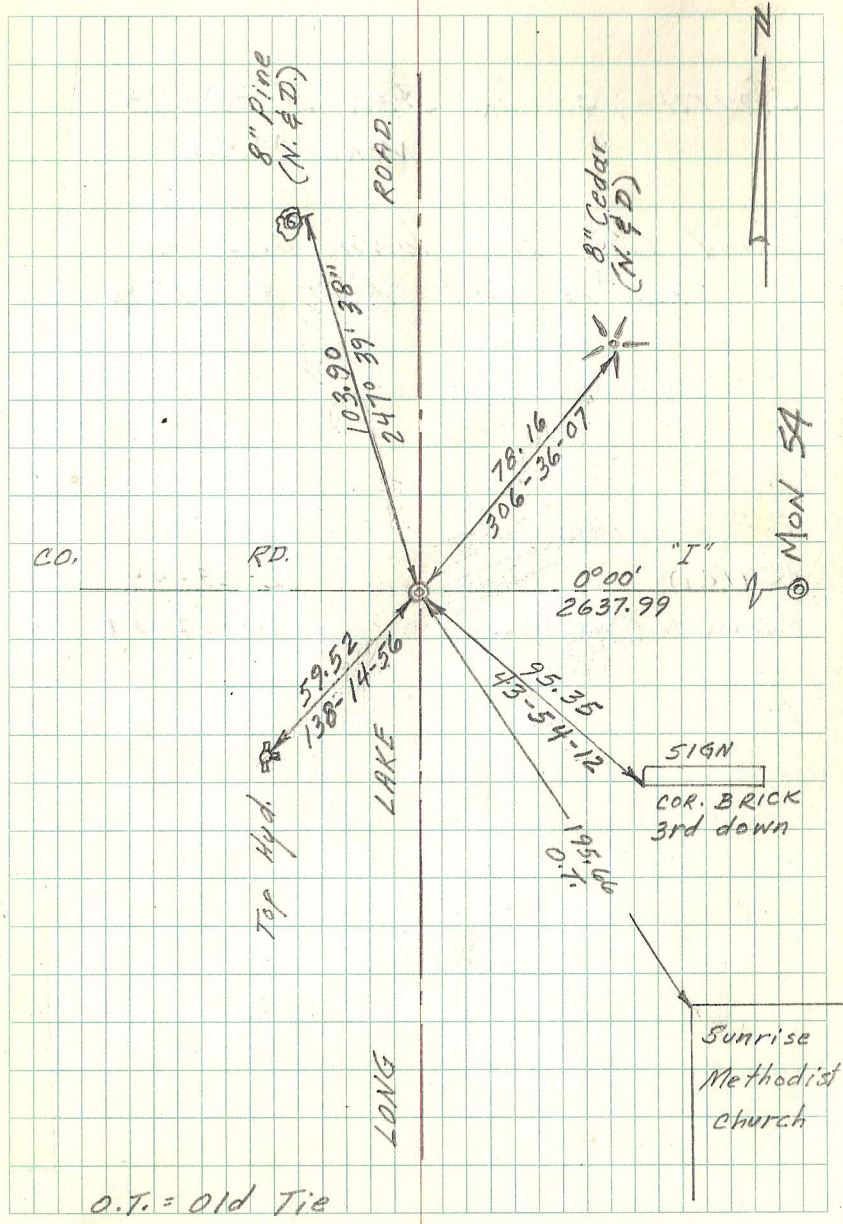 N
8" Pine
(N. & D.)
ROAD.
8" Cedar
(N. & D)
103.90
247° 39' 38"
78.16
306-36-07"
MON 54
CO. RD. "I"
0° 00'
2637.99
59.52
138-14-56
95.35
43-54-12
SIGN
COR. BRICK
3rd down
Top Hyd.
LAKE
195.66
O.T.
LONG
Sunrise
Methodist
Church
O.T. = Old Tie